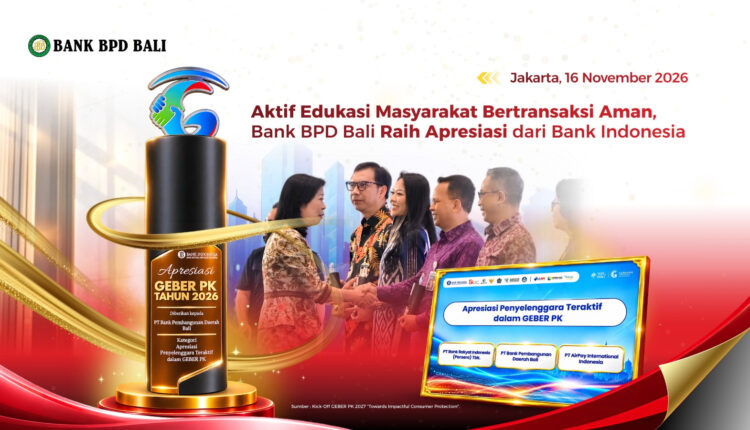 BANK BPD BALI
Jakarta, 16 November 2026
Aktif Edukasi Masyarakat Bertransaksi Aman,
Bank BPD Bali Raih Apresiasi dari Bank Indonesia
BANK INDONESIA
Apresiasi
GEBER PK
TAHUN 2026
Diberikan kepada
PT Bank Pembangunan Daerah
Bali
Kategori
Apresiasi
Penyelenggara Teraktif
dalam GEBER PK
Apresiasi Penyelenggara Teraktif
dalam GEBER PK
PT Bank Rakyat Indonesia
(Persero) Tbk.
PT Bank Pembangunan
Daerah Bali
PT AirPay International
Indonesia
Sumber : Kick-Off GEBER PK 2027 "Towards Impactful Consumer Protection".